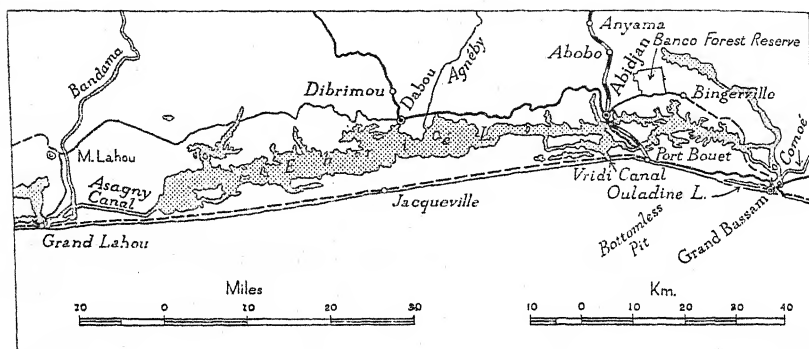 Bandama
Anyama
Abobo
Abidjan
Banco Forest Reserve
Agnéby
Dabou
Dibrimou
Bingerville
M. Lahou
Comoé
Port Bouet
Asagny
Canal
Vridi Canal
Ouladine L.
Jacqueville
Bottomless
Pit
Grand Bassam
Grand Lahou
Miles
10 0 10 20 30
Km.
10 0 10 20 30 40